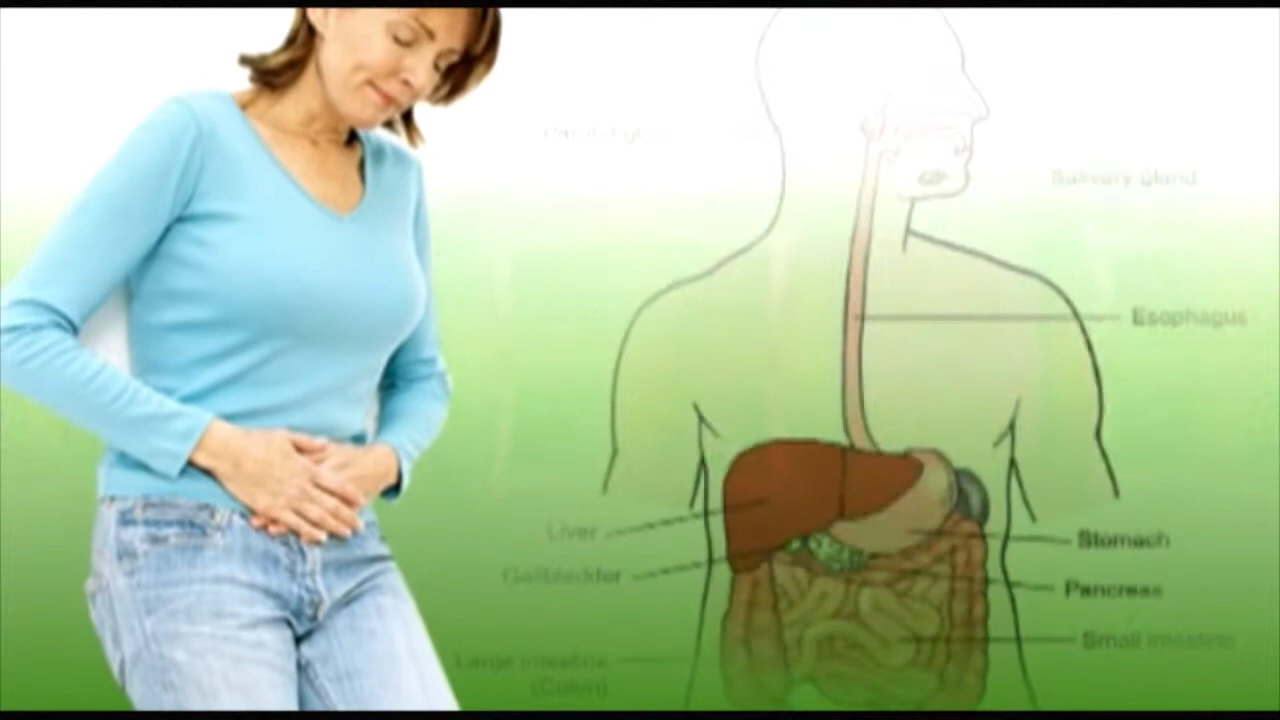 Salivary gland
Esophagus
Liver
Gallbladder
Stomach
Pancreas
Small intestine
Large intestine
(Colon)